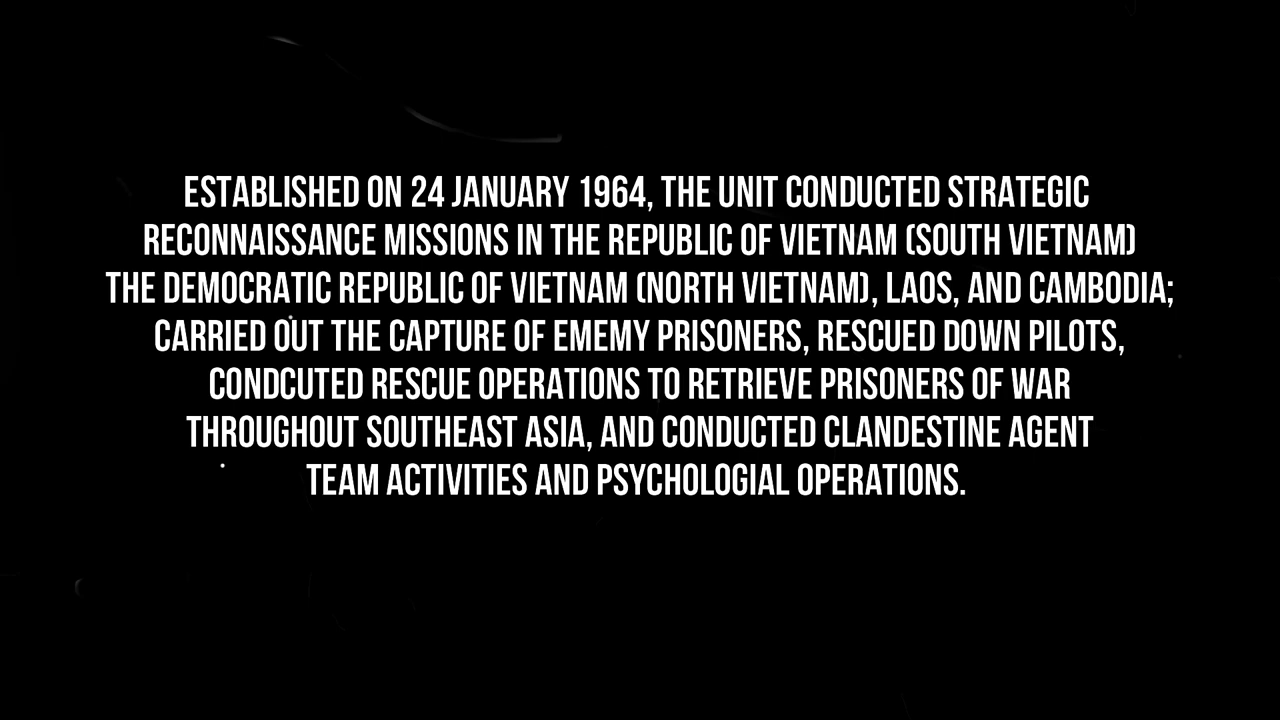 ESTABLISHED ON 24 JANUARY 1964, THE UNIT CONDUCTED STRATEGIC
RECONNAISSANCE MISSIONS IN THE REPUBLIC OF VIETNAM (SOUTH VIETNAM)
THE DEMOCRATIC REPUBLIC OF VIETNAM (NORTH VIETNAM), LAOS, AND CAMBODIA;
CARRIED OUT THE CAPTURE OF EMEMY PRISONERS, RESCUED DOWN PILOTS,
CONDCUTED RESCUE OPERATIONS TO RETRIEVE PRISONERS OF WAR
THROUGHOUT SOUTHEAST ASIA, AND CONDUCTED CLANDESTINE AGENT
TEAM ACTIVITIES AND PSYCHOLOGIAL OPERATIONS.